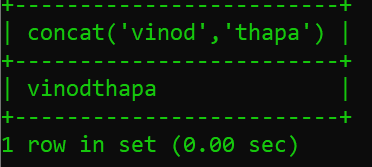 +--------------------------+
| concat('vinod','thapa') |
+--------------------------+
| vinodthapa              |
+--------------------------+
1 row in set (0.00 sec)